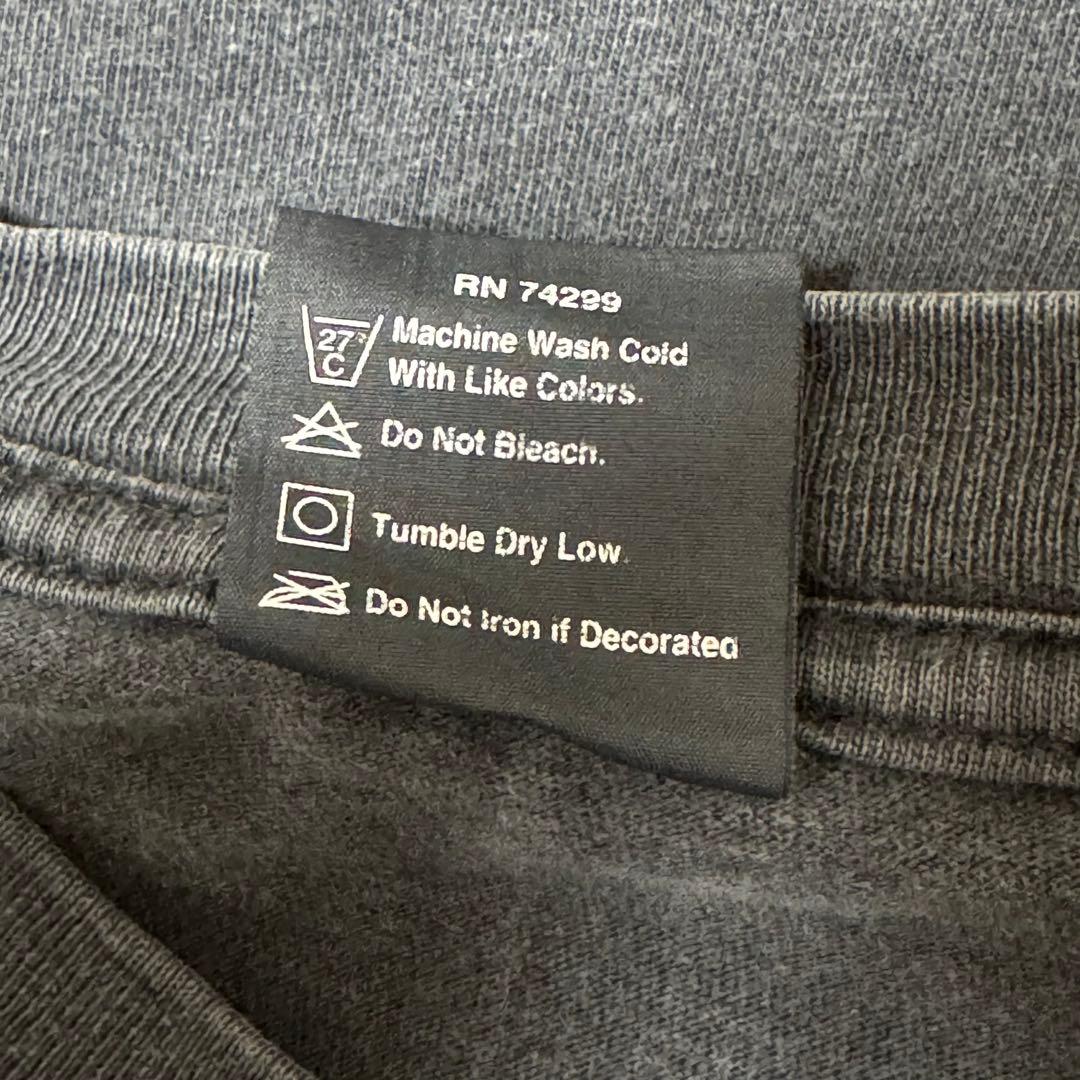 RN 74299
27°
C
Machine Wash Cold
With Like Colors.
Do Not Bleach.
Tumble Dry Low.
Do Not Iron if Decorated